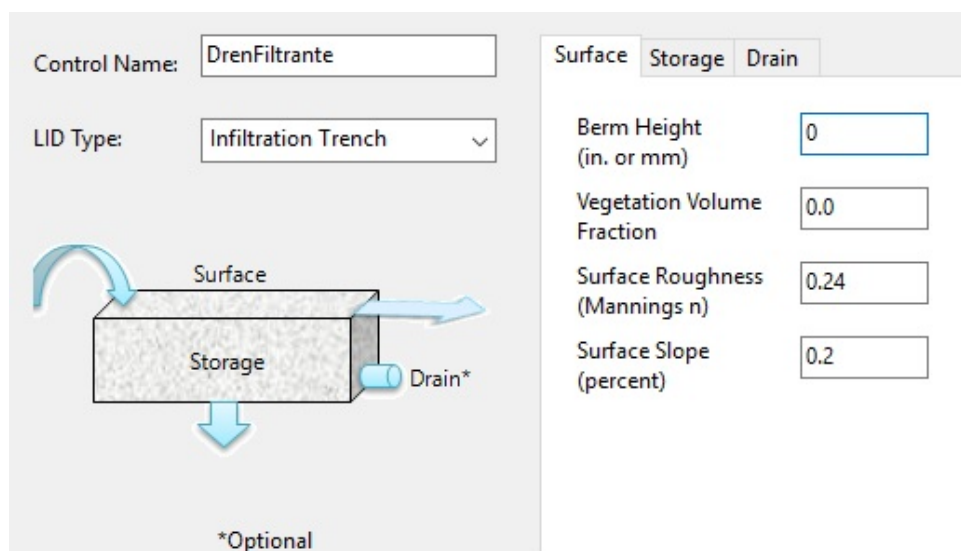 Control Name:
DrenFiltrante
LID Type:
Infiltration Trench
Surface
Storage
Drain*
*Optional
Surface Storage Drain
Berm Height
(in. or mm)
0
Vegetation Volume
Fraction
0.0
Surface Roughness
(Mannings n)
0.24
Surface Slope
(percent)
0.2